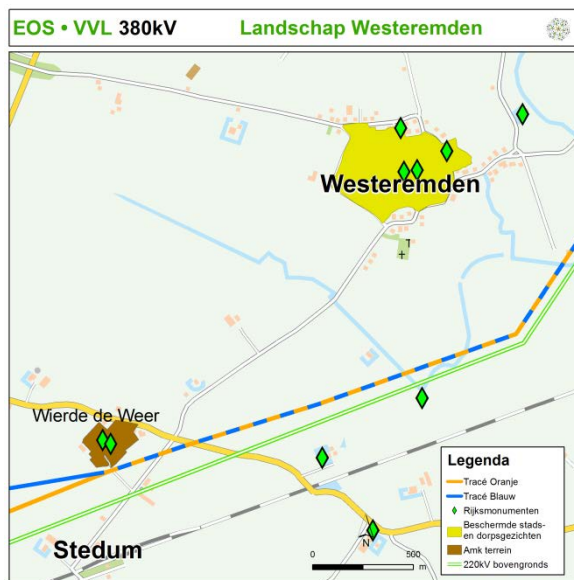 EOS • VVL 380kV Landschap Westeremden
Westeremden
Wierde de Weer
Stedum
N
Legenda
Tracé Oranje
Tracé Blauw
Rijksmonumenten
Beschermde stads-
en dorpsgezichten
Amk terrein
220kV bovengronds
0 500
m